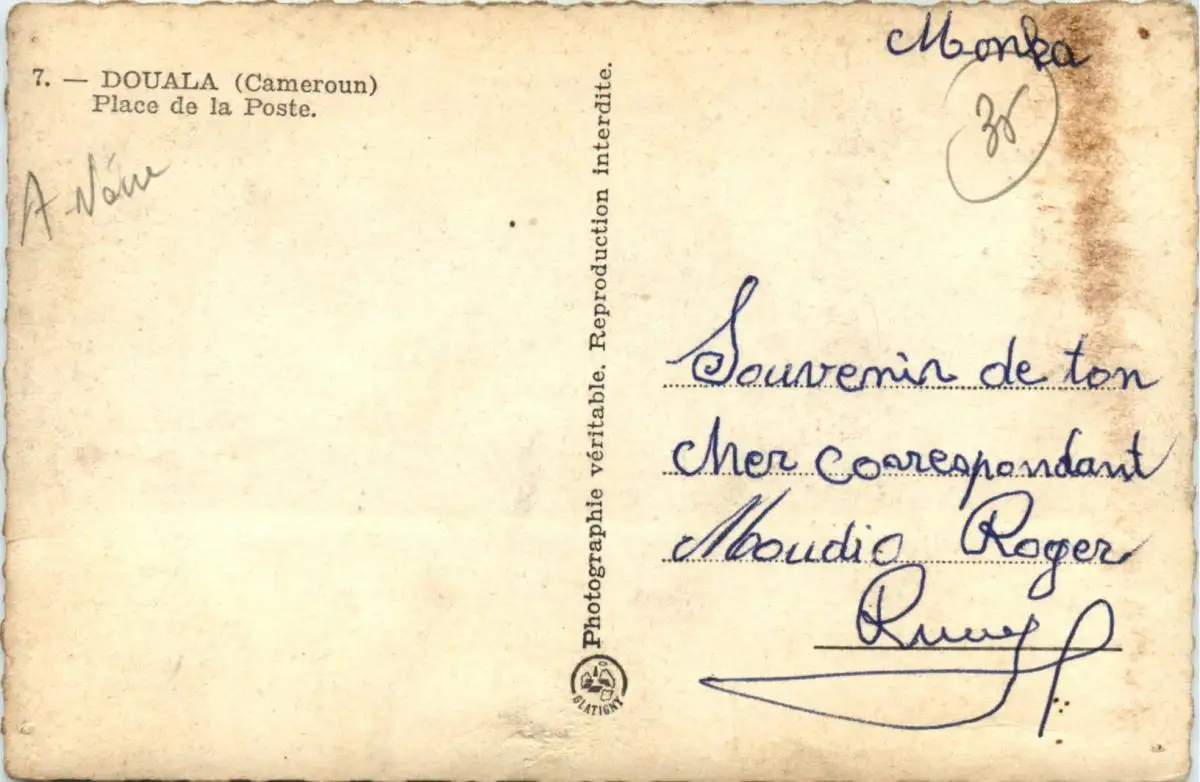 7. — DOUALA (Cameroun)
Place de la Poste.
A
Photographie véritable. Reproduction interdite.
GLATIGNY
Monka
Souvenir de ton
cher correspondant
Moudio Roger